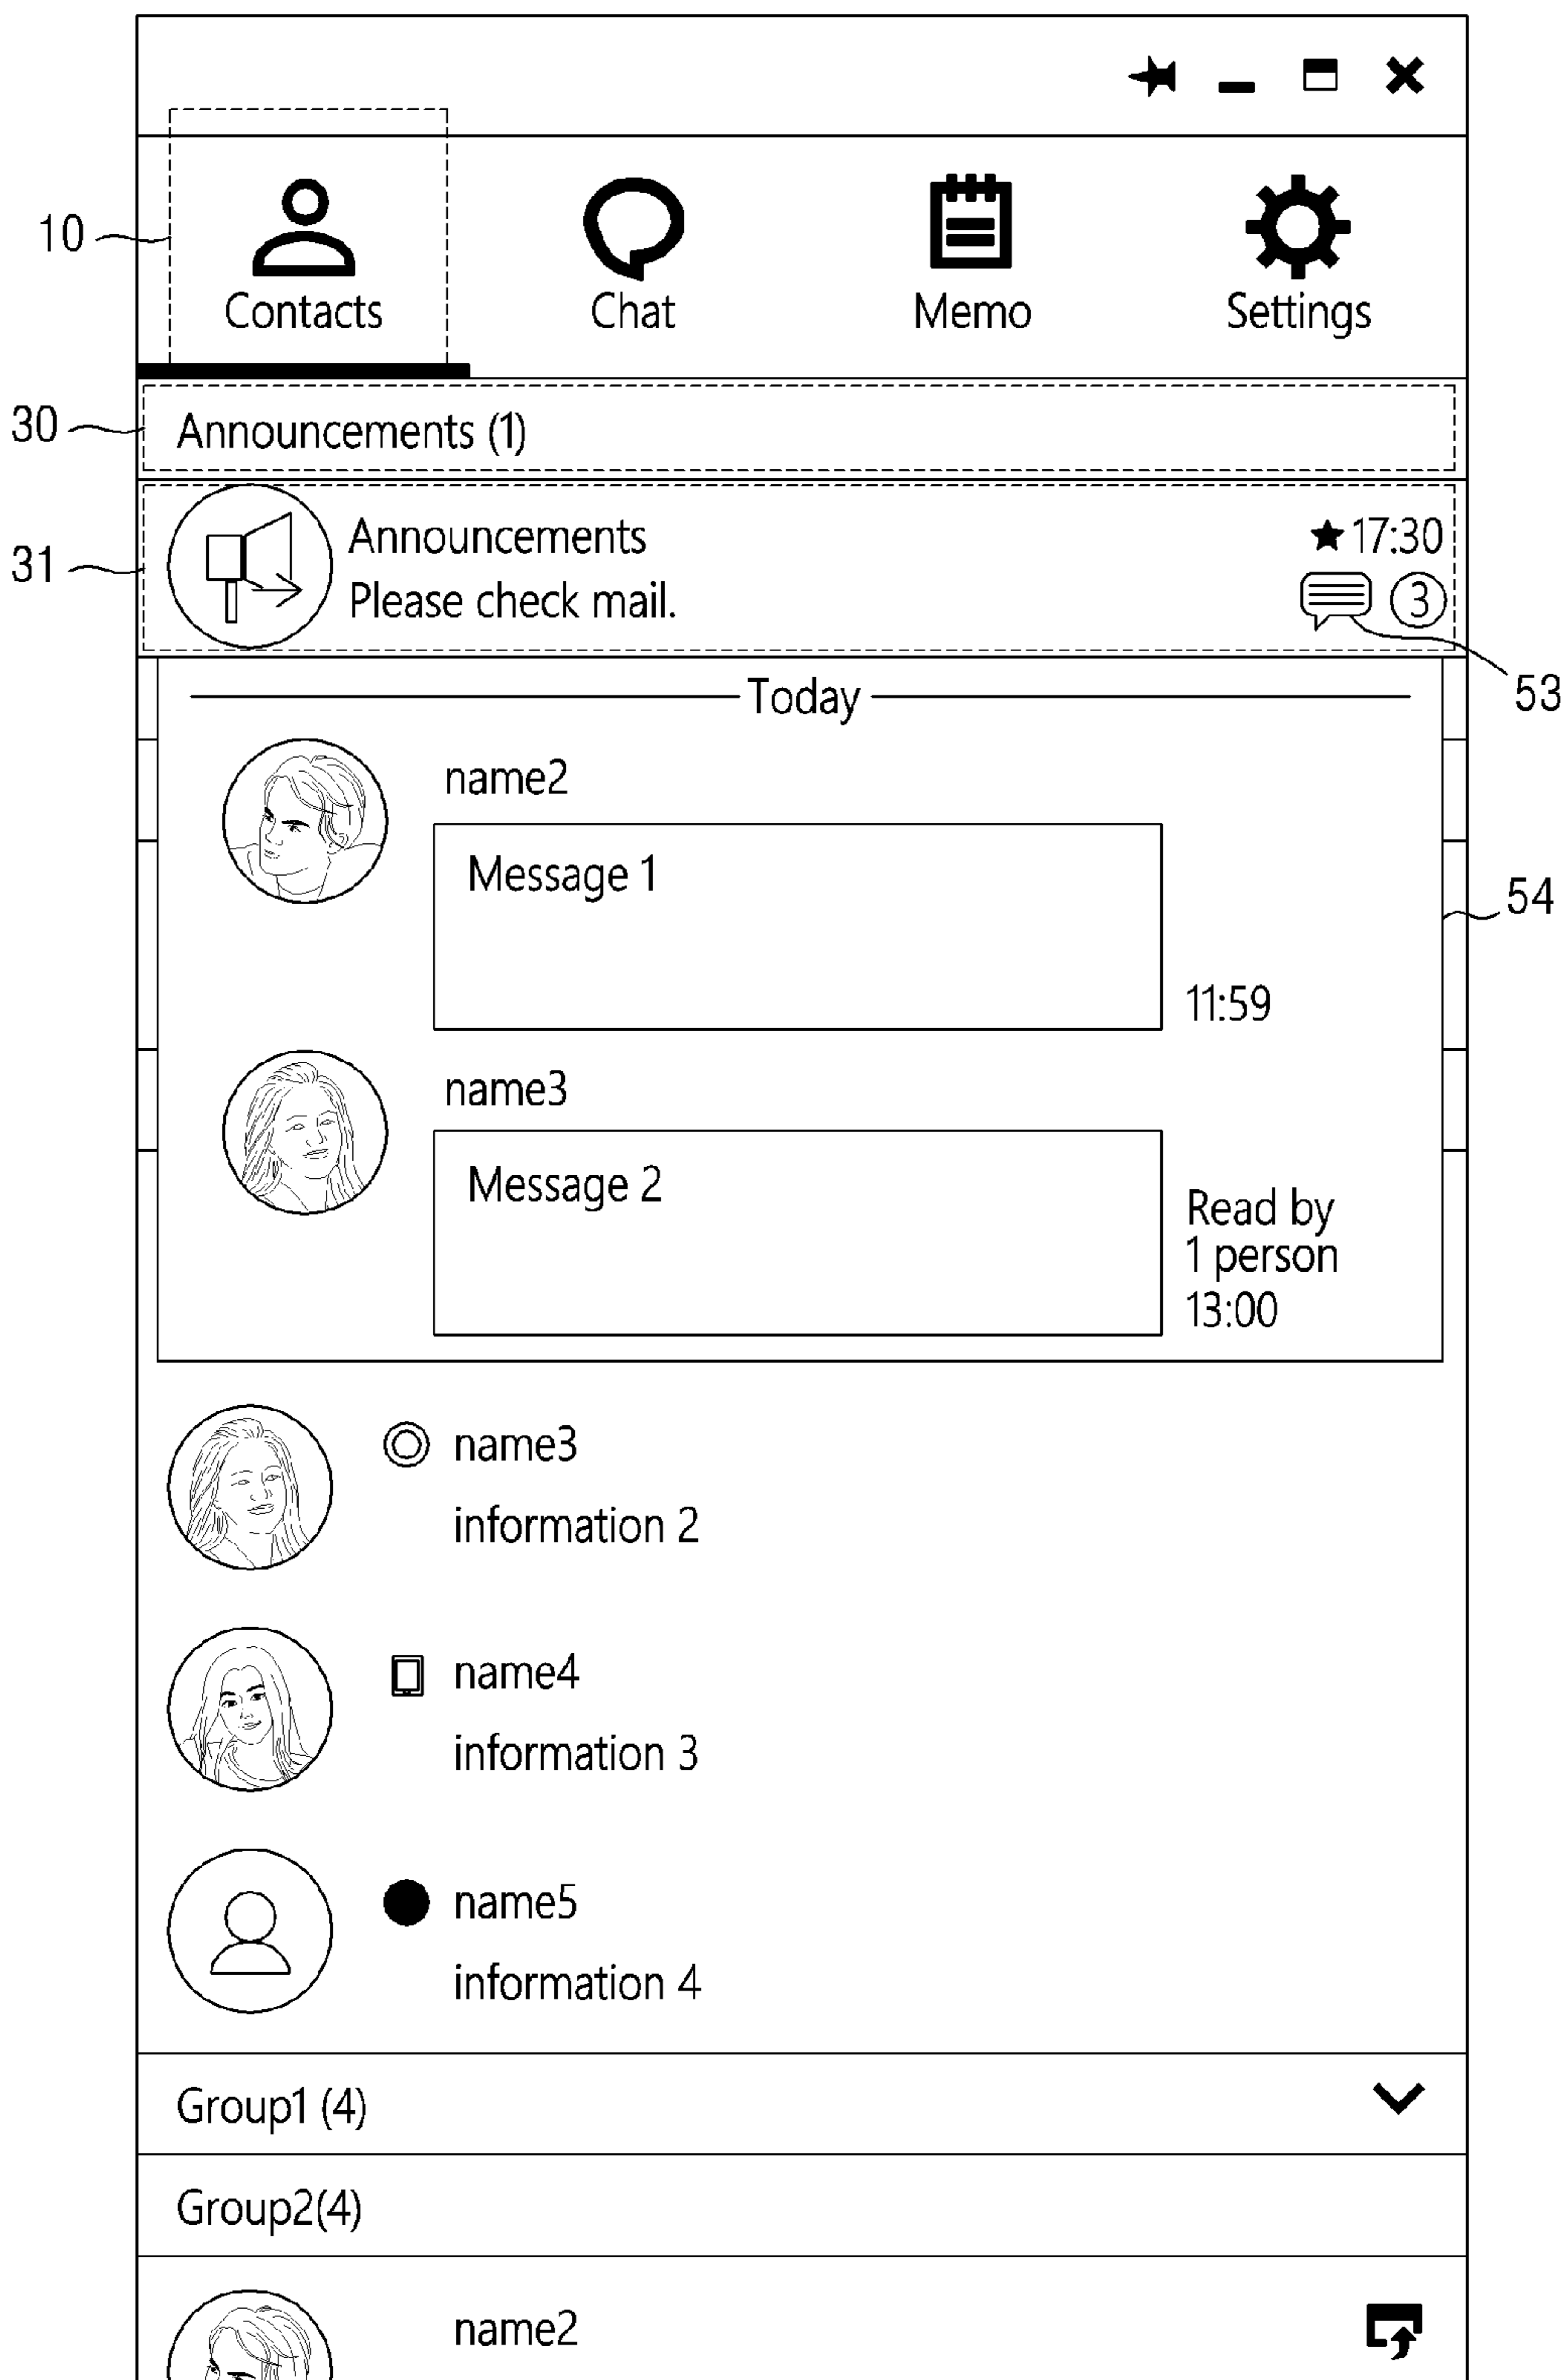 10
Contacts
Chat
Memo
Settings
30
Announcements (1)
31
Announcements
★17:30
Please check mail.
3
53
Today
name2
Message 1
54
11:59
name3
Message 2
Read by
1 person
13:00
name3
information 2
name4
information 3
name5
information 4
Group1 (4)
Group2(4)
name2